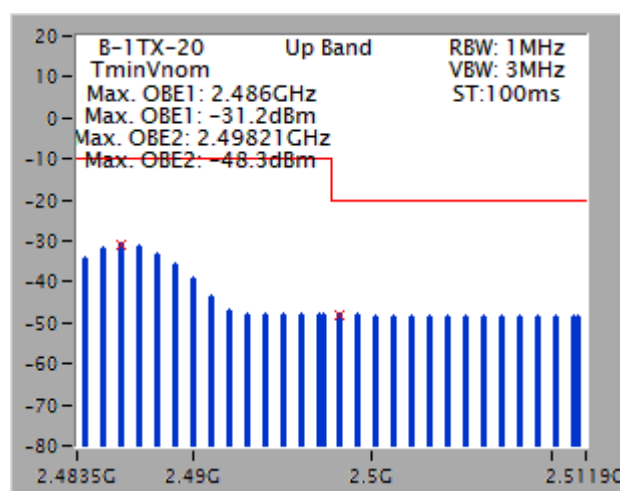 B-1TX-20 Up Band RBW: 1MHz
TminVnom VBW: 3MHz
Max. OBE1: 2.486GHz ST:100ms
Max. OBE1: -31.2dBm
Max. OBE2: 2.49821GHz
Max. OBE2: -48.3dBm
20
10
0
-10
-20
-30
-40
-50
-60
-70
-80
2.4835G 2.49G 2.5G 2.5119G